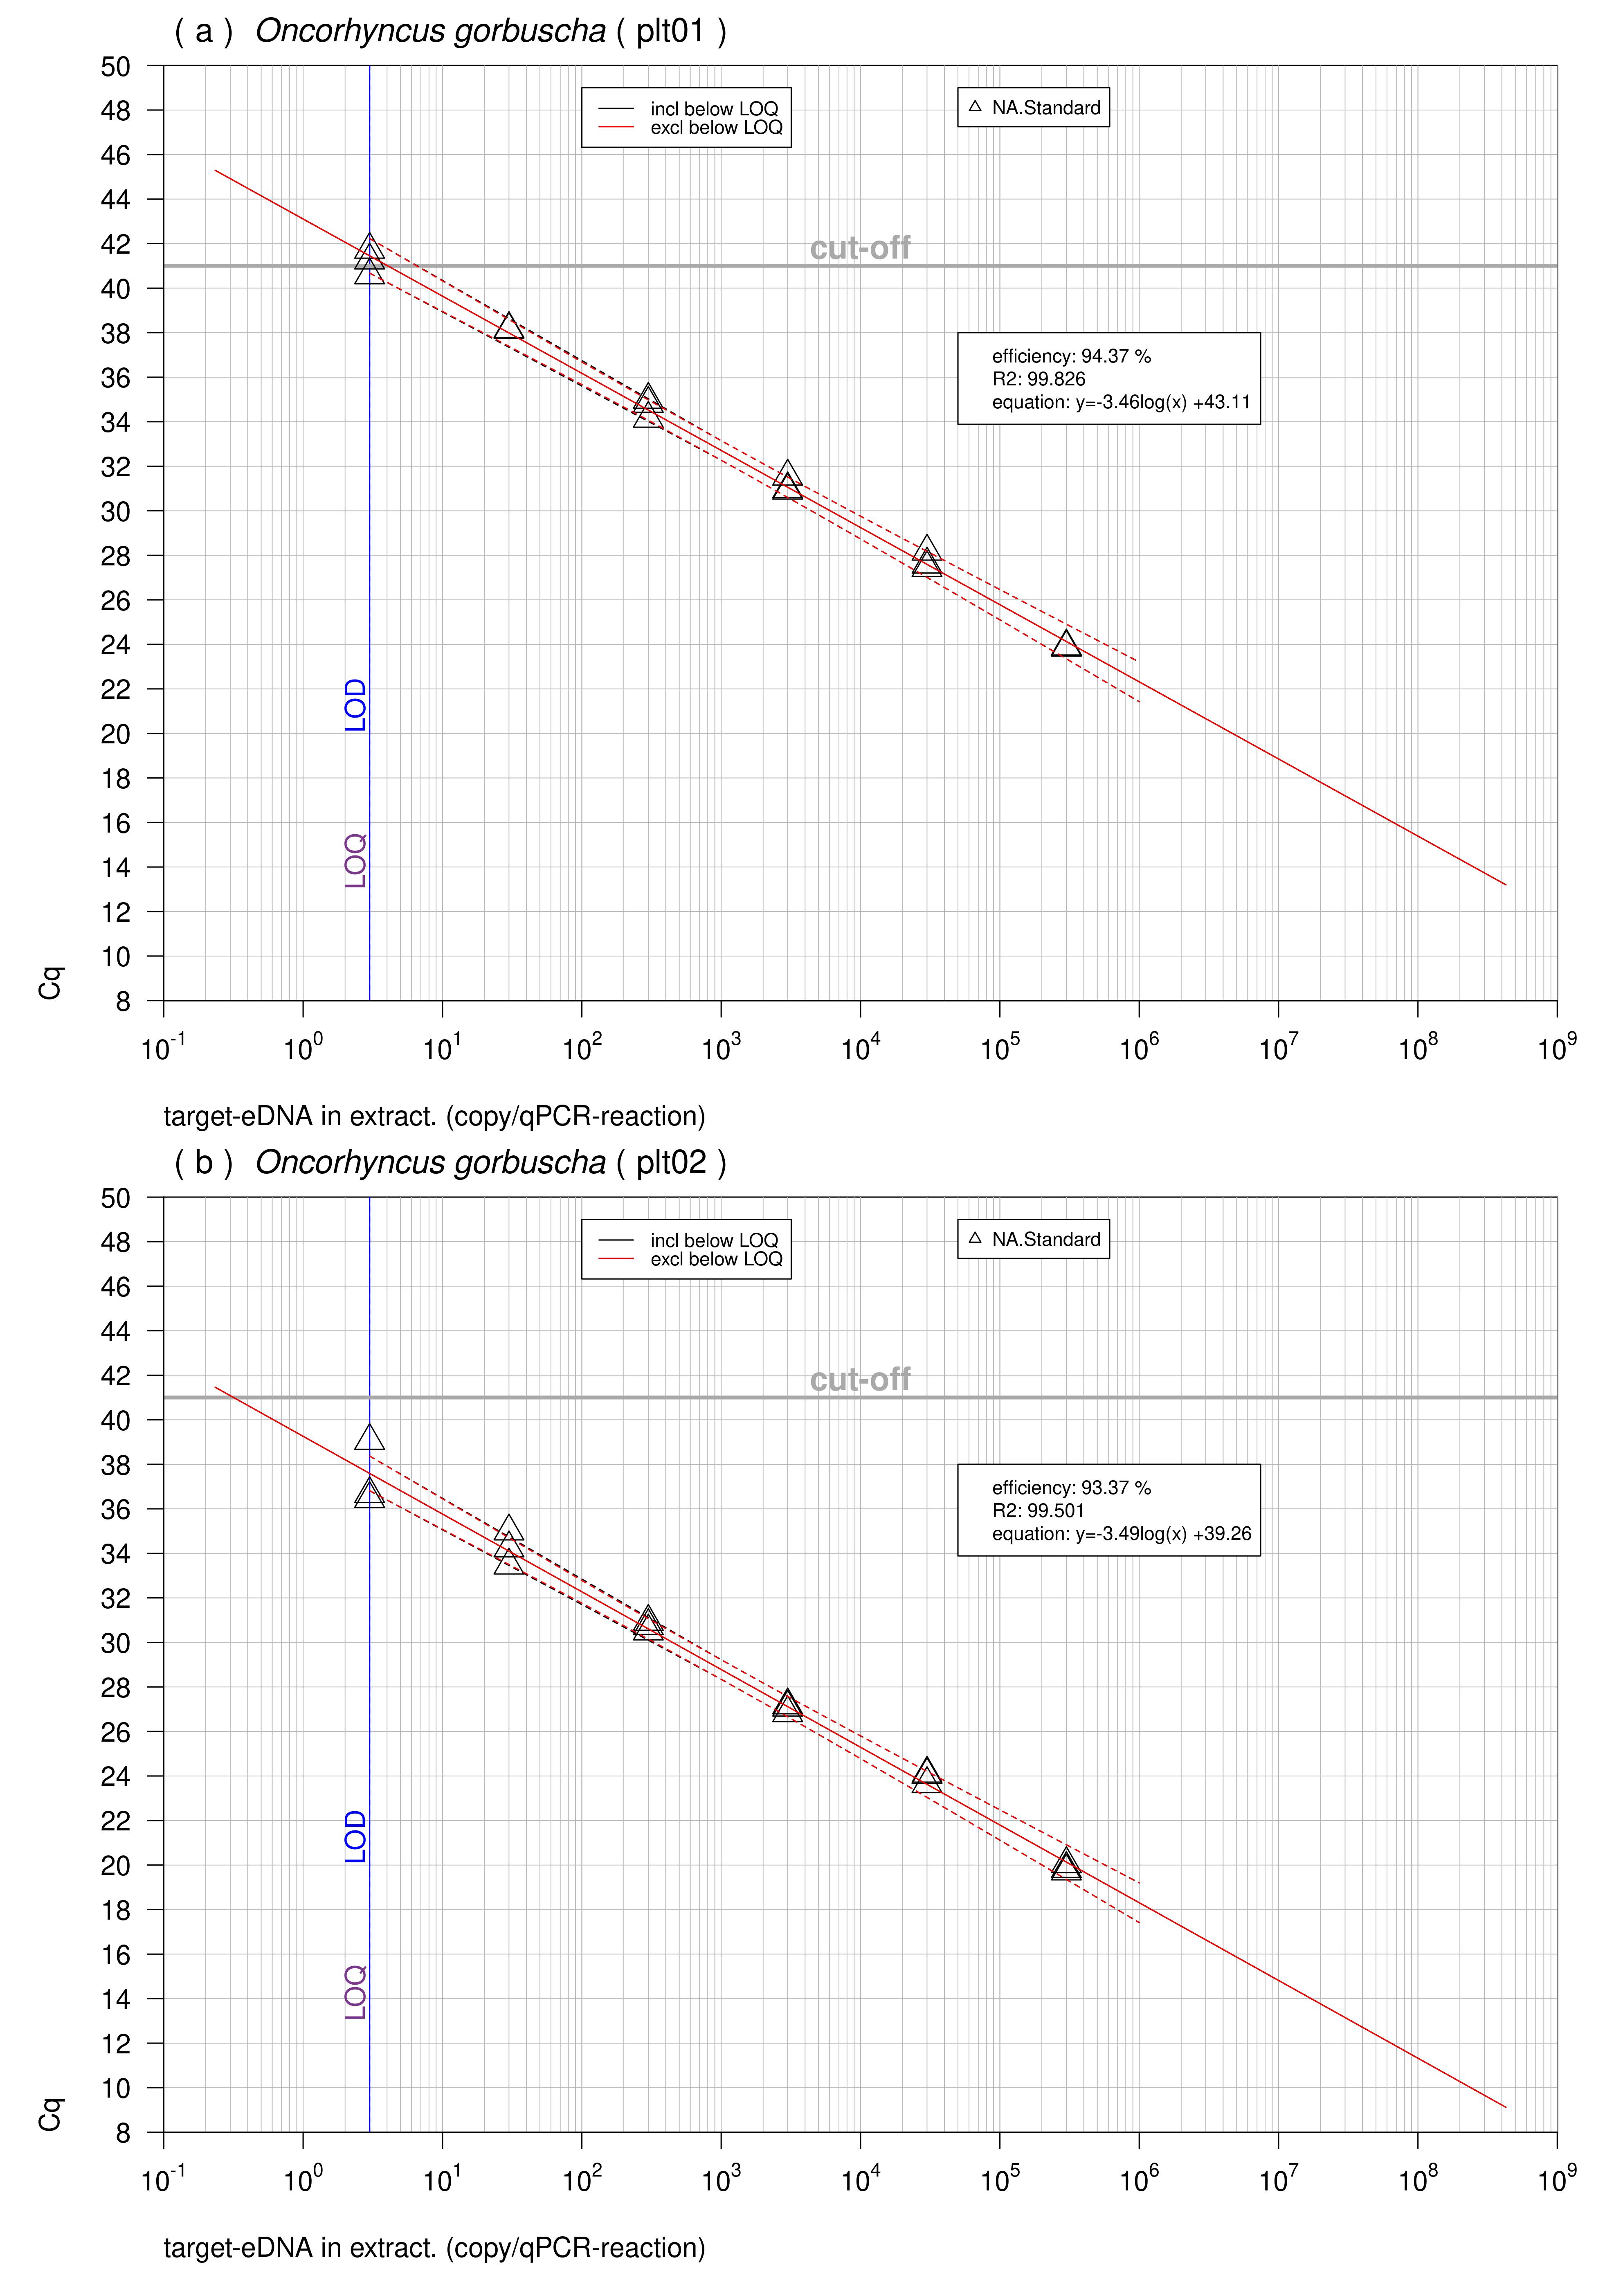 ( a ) Oncorhyncus gorbuscha ( plt01 )
50
48
46
44
42
40
38
36
34
32
30
28
26
24
22
20
18
16
14
12
10
8
Cq
incl below LOQ
excl below LOQ
NA.Standard
cut-off
efficiency: 94.37 %
R2: 99.826
equation: y=-3.46log(x) +43.11
LOD
LOQ
10-1 100 101 102 103 104 105 106 107 108 109
target-eDNA in extract. (copy/qPCR-reaction)
( b ) Oncorhyncus gorbuscha ( plt02 )
50
48
46
44
42
40
38
36
34
32
30
28
26
24
22
20
18
16
14
12
10
8
Cq
incl below LOQ
excl below LOQ
NA.Standard
cut-off
efficiency: 93.37 %
R2: 99.501
equation: y=-3.49log(x) +39.26
LOD
LOQ
10-1 100 101 102 103 104 105 106 107 108 109
target-eDNA in extract. (copy/qPCR-reaction)